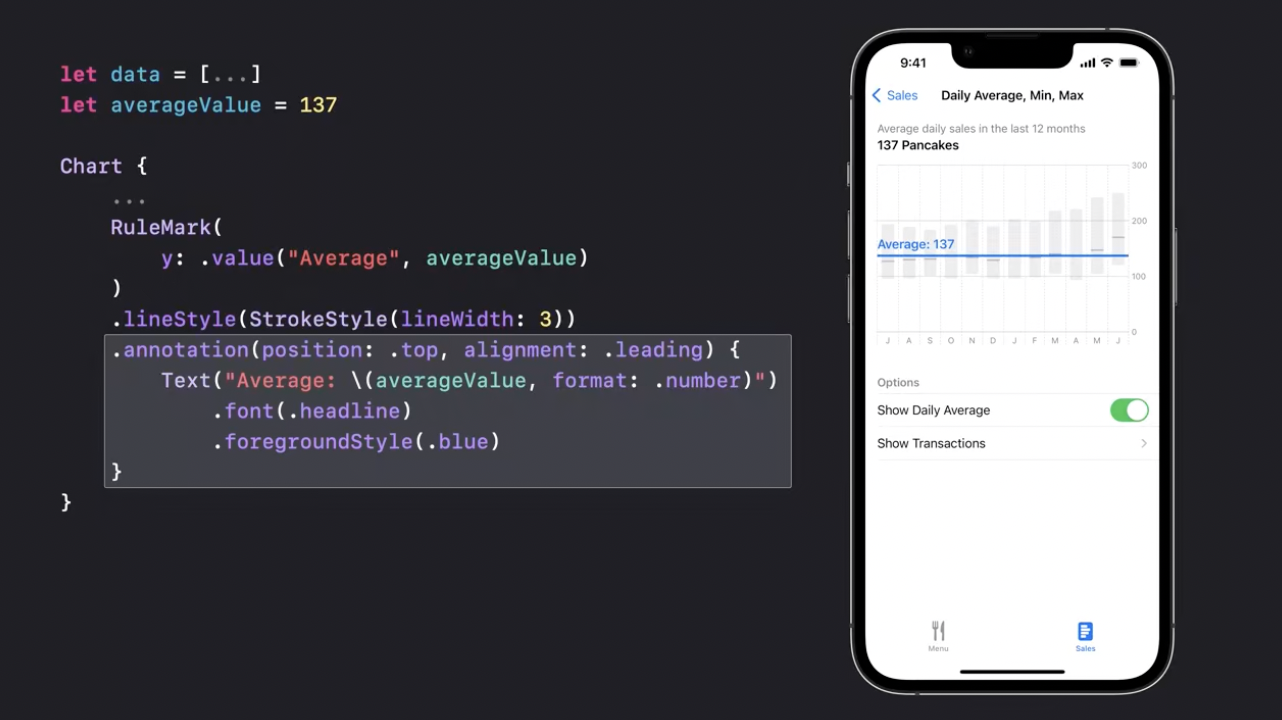 let data = [...]
let averageValue = 137
Chart {
...
RuleMark(
y: .value("Average", averageValue)
)
.lineStyle(StrokeStyle(lineWidth: 3))
.annotation(position: .top, alignment: .leading) {
Text("Average: \(averageValue, format: .number)")
.font(.headline)
.foregroundStyle(.blue)
}
}
9:41
Sales
Daily Average, Min, Max
Average daily sales in the last 12 months
137 Pancakes
300
200
Average: 137
100
0
J A S O N D J F M A M J
Options
Show Daily Average
Show Transactions
Menu
Sales